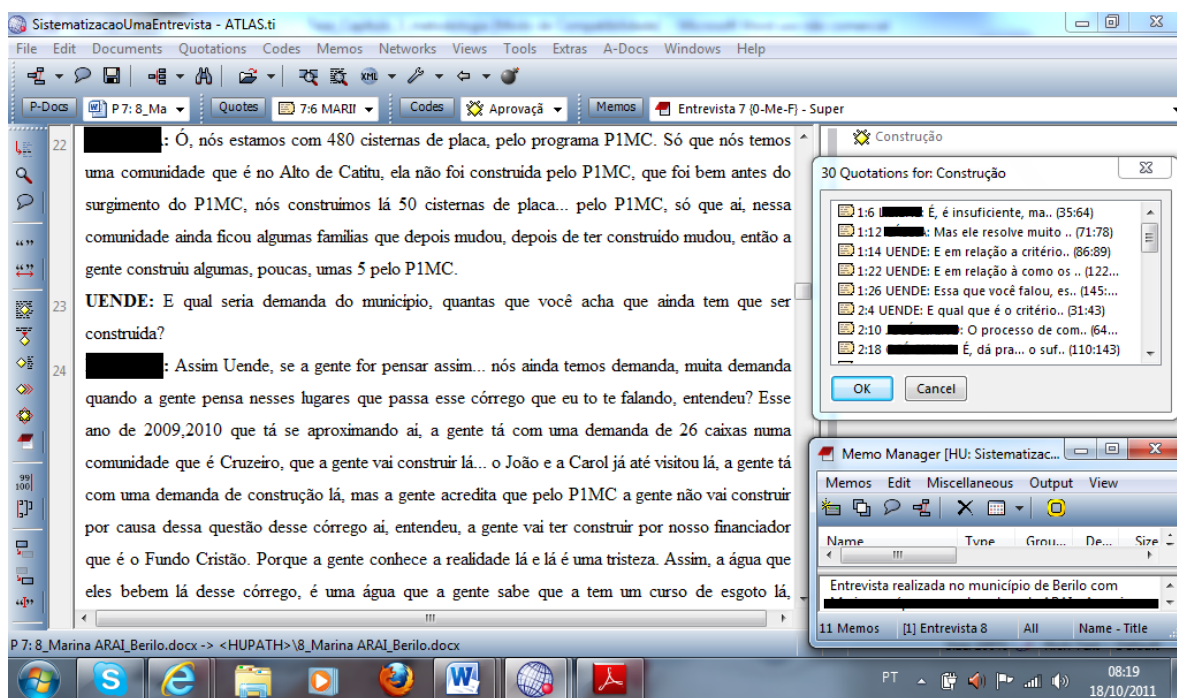 SistematizacaoUmaEntrevista - ATLAS.ti
File Edit Documents Quotations Codes Memos Networks Views Tools Extras A-Docs Windows Help
P-Docs P 7: 8_Ma Quotes 7:6 MARII Codes Aprovaçã Memos Entrevista 7 {0-Me-F} - Super
22 : Ó, nós estamos com 480 cisternas de placa, pelo programa P1MC. Só que nós temos
uma comunidade que é no Alto de Catitu, ela não foi construida pelo P1MC, que foi bem antes do
surgimento do P1MC, nós construimos lá 50 cisternas de placa... pelo P1MC, só que ai, nessa
comunidade ainda ficou algumas familias que depois mudou, depois de ter construido mudou, então a
gente construiu algumas, poucas, umas 5 pelo P1MC.
23 UENDE: E qual seria demanda do municipio, quantas que você acha que ainda tem que ser
construida?
24 : Assim Uende, se a gente for pensar assim... nós ainda temos demanda, muita demanda
quando a gente pensa nesses lugares que passa esse córrego que eu to te falando, entendeu? Esse
ano de 2009,2010 que tá se aproximando ai, a gente tá com uma demanda de 26 caixas numa
comunidade que é Cruzeiro, que a gente vai construir lá... o João e a Carol já até visitou lá, a gente tá
com uma demanda de construção lá, mas a gente acredita que pelo P1MC a gente não vai construir
por causa dessa questão desse córrego ai, entendeu, a gente vai ter construir por nosso financiador
que é o Fundo Cristão. Porque a gente conhece a realidade lá e lá é uma tristeza. Assim, a água que
eles bebem lá desse córrego, é uma água que a gente sabe que a tem um curso de esgoto lá,
P 7: 8_Marina ARAI_Berilo.docx -> <HUPATH>\8_Marina ARAI_Berilo.docx
Construção
30 Quotations for: Construção
1:6 É, é insuficiente, ma.. (35:64)
1:12 : Mas ele resolve muito .. (71:78)
1:14 UENDE: E em relação a critério.. (86:89)
1:22 UENDE: E em relação à como os .. (122...
1:26 UENDE: Essa que você falou, es.. (145:...
2:4 UENDE: E qual que é o critério.. (31:43)
2:10 : O processo de com.. (64...
2:18 É, dá pra... o suf.. (110:143)
OK Cancel
Memo Manager [HU: Sistematizac...
Memos Edit Miscellaneous Output View
Name Type Grou... De... Size
Entrevista realizada no município de Berilo com
11 Memos [1] Entrevista 8 All Name - Title
PT 08:19
18/10/2011